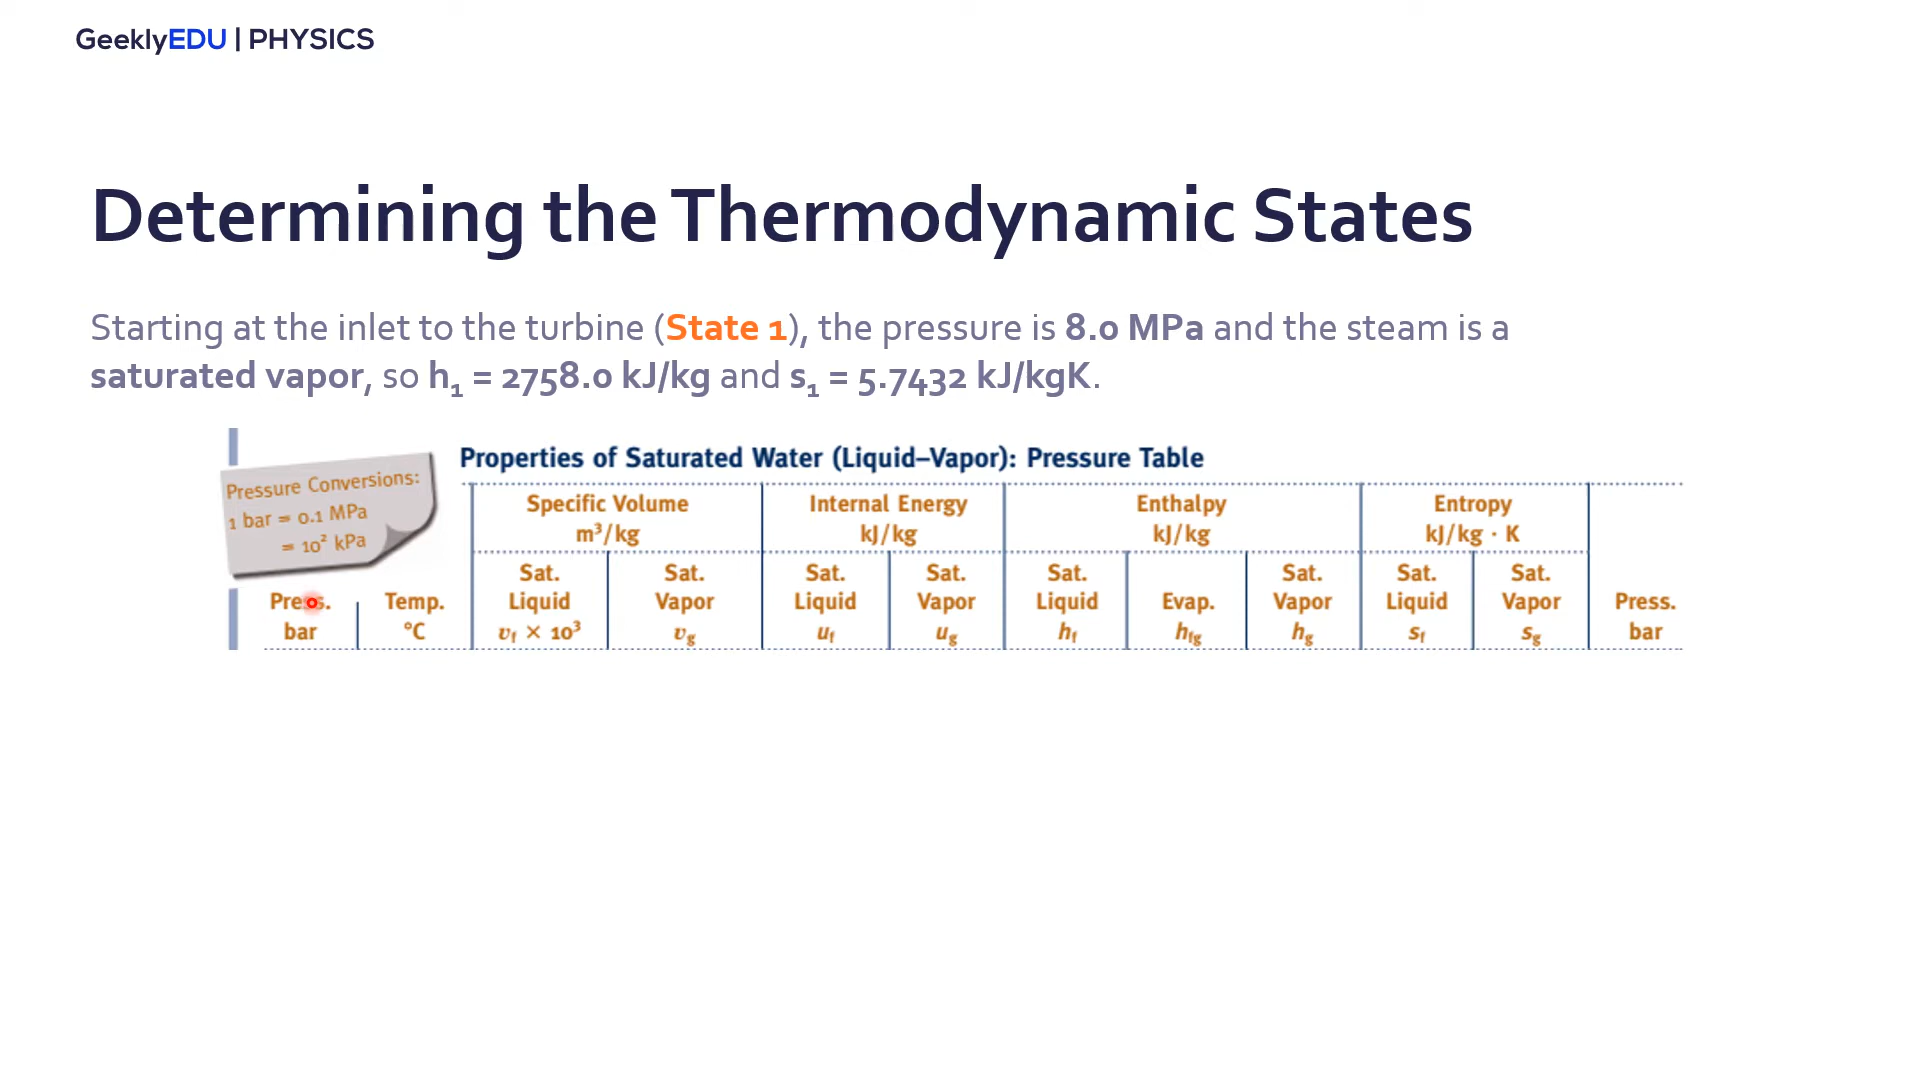 GeeklyEDU | PHYSICS
Determining the Thermodynamic States
Starting at the inlet to the turbine (State 1), the pressure is 8.0 MPa and the steam is a
saturated vapor, so h₁ = 2758.0 kJ/kg and s₁ = 5.7432 kJ/kgK.
Pressure Conversions:
1 bar = 0.1 MPa
= 10² kPa
Properties of Saturated Water (Liquid–Vapor): Pressure Table
Specific Volume Internal Energy Enthalpy Entropy
m³/kg kJ/kg kJ/kg kJ/kg · K
Sat. Sat. Sat. Sat. Sat. Sat. Sat. Sat.
Press. Temp. Liquid Vapor Liquid Vapor Liquid Evap. Vapor Liquid Vapor Press.
bar °C vf × 10³ vg uf ug hf hfg hg sf sg bar